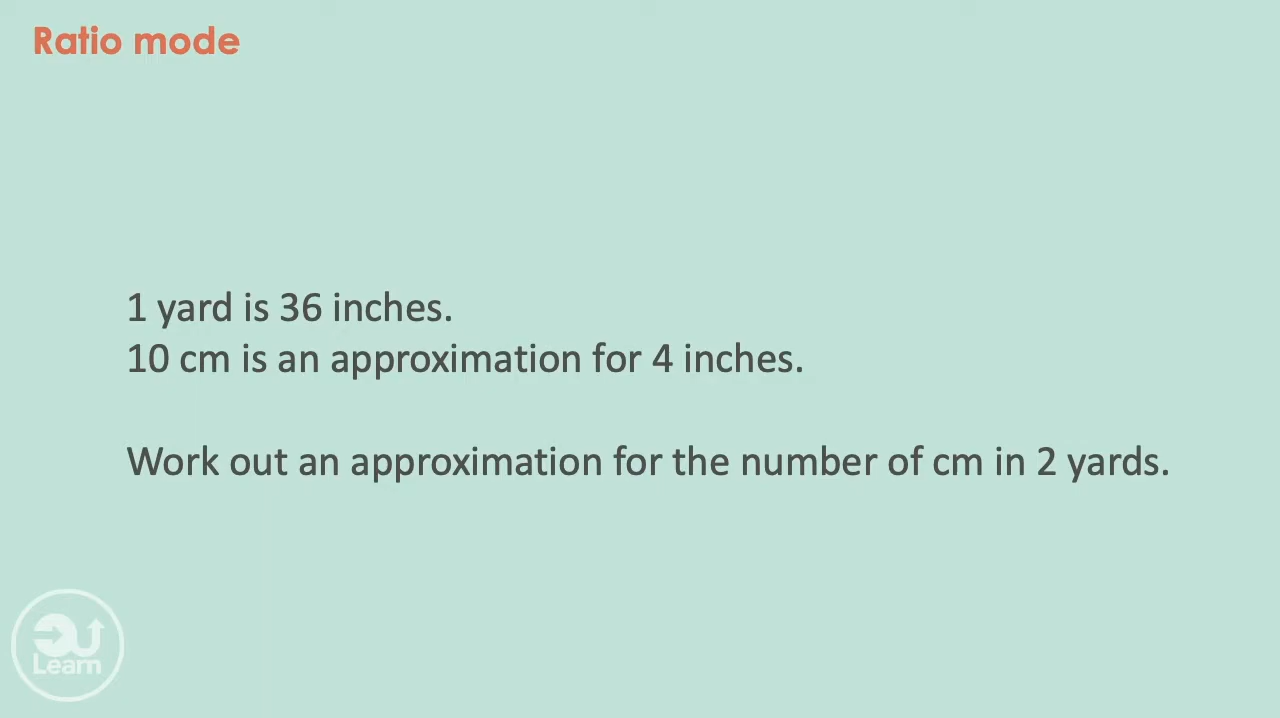 Ratio mode
1 yard is 36 inches.
10 cm is an approximation for 4 inches.
Work out an approximation for the number of cm in 2 yards.
Learn